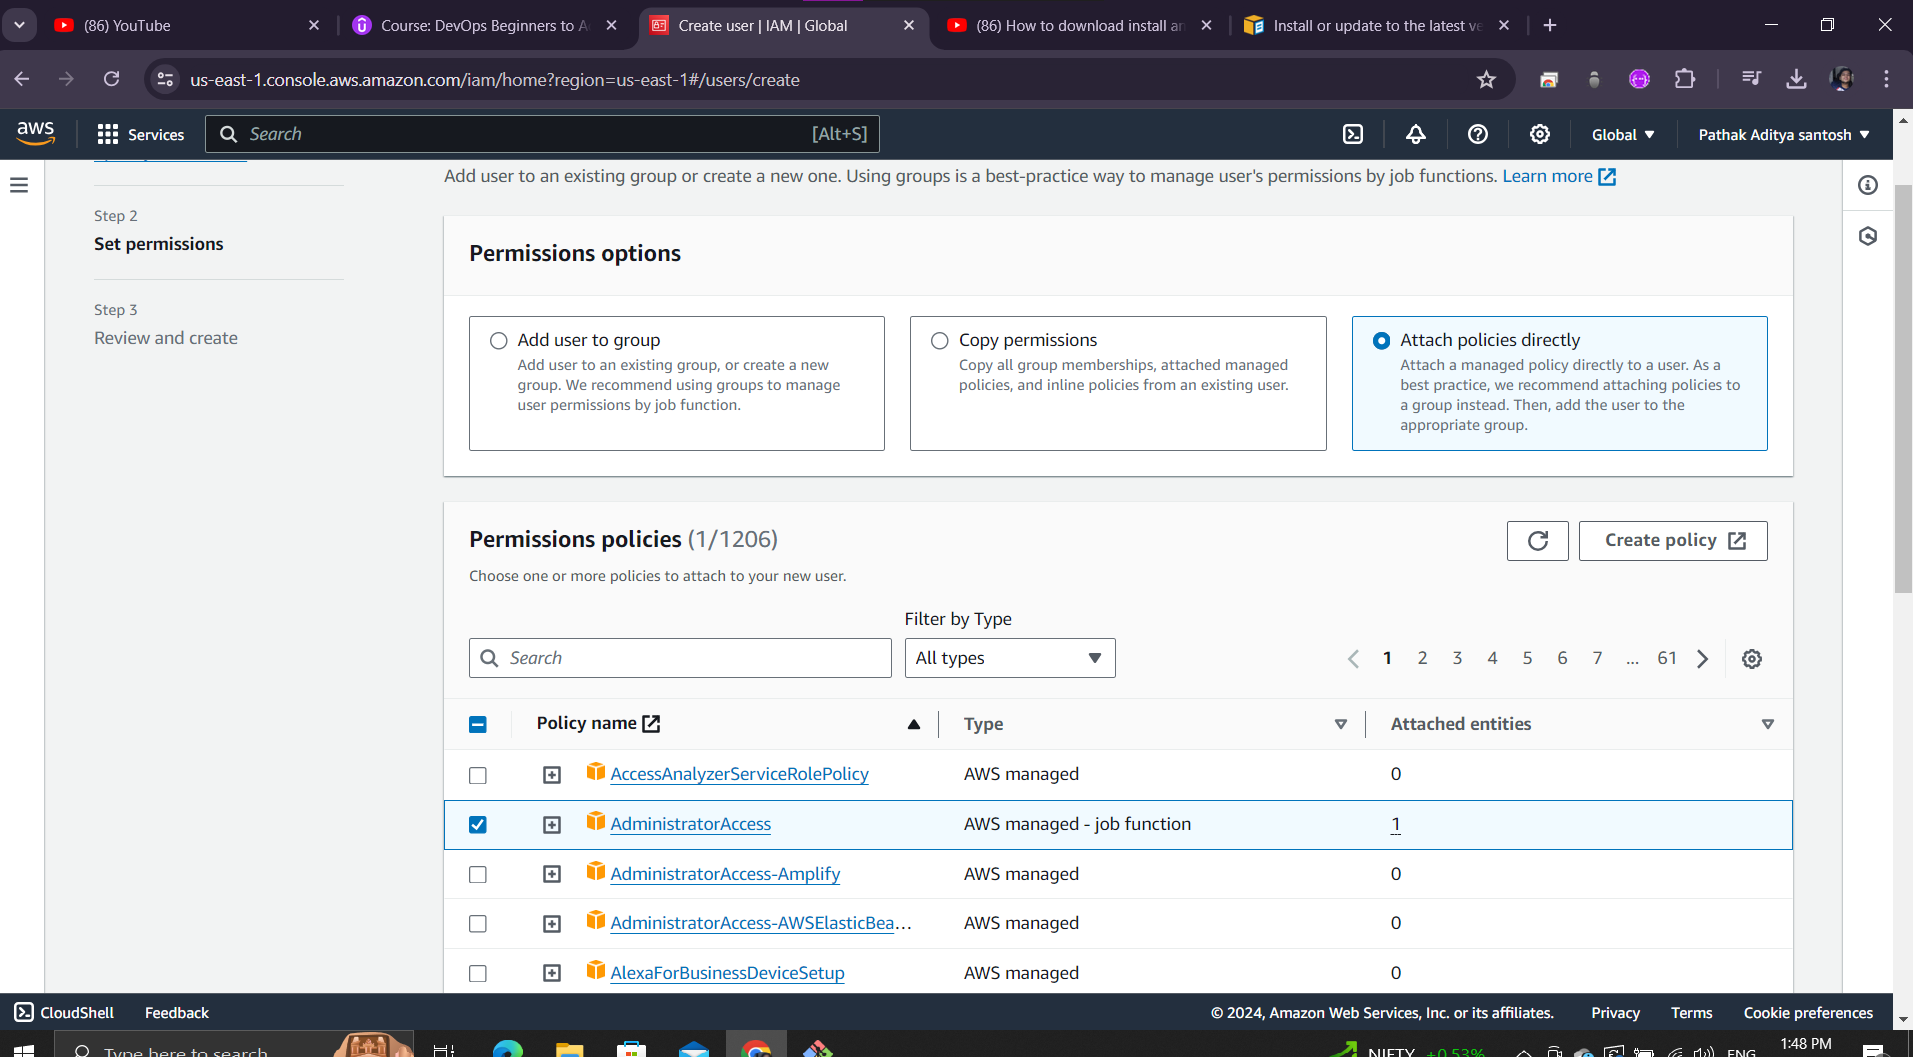 (86) YouTube
Course: DevOps Beginners to A
Create user | IAM | Global
(86) How to download install an
Install or update to the latest ve
us-east-1.console.aws.amazon.com/iam/home?region=us-east-1#/users/create
aws
Services
Search
[Alt+S]
Global
Pathak Aditya santosh
Add user to an existing group or create a new one. Using groups is a best-practice way to manage user's permissions by job functions. Learn more
Step 2
Set permissions
Step 3
Review and create
Permissions options
Add user to group
Add user to an existing group, or create a new
group. We recommend using groups to manage
user permissions by job function.
Copy permissions
Copy all group memberships, attached managed
policies, and inline policies from an existing user.
Attach policies directly
Attach a managed policy directly to a user. As a
best practice, we recommend attaching policies to
a group instead. Then, add the user to the
appropriate group.
Permissions policies (1/1206)
Choose one or more policies to attach to your new user.
Create policy
Filter by Type
Search
All types
1 2 3 4 5 6 7 ... 61
Policy name
Type
Attached entities
AccessAnalyzerServiceRolePolicy AWS managed 0
AdministratorAccess AWS managed - job function 1
AdministratorAccess-Amplify AWS managed 0
AdministratorAccess-AWSElasticBea... AWS managed 0
AlexaForBusinessDeviceSetup AWS managed 0
CloudShell
Feedback
© 2024, Amazon Web Services, Inc. or its affiliates.
Privacy
Terms
Cookie preferences
Type here to search
NIFTY +0.53%
ENG
1:48 PM